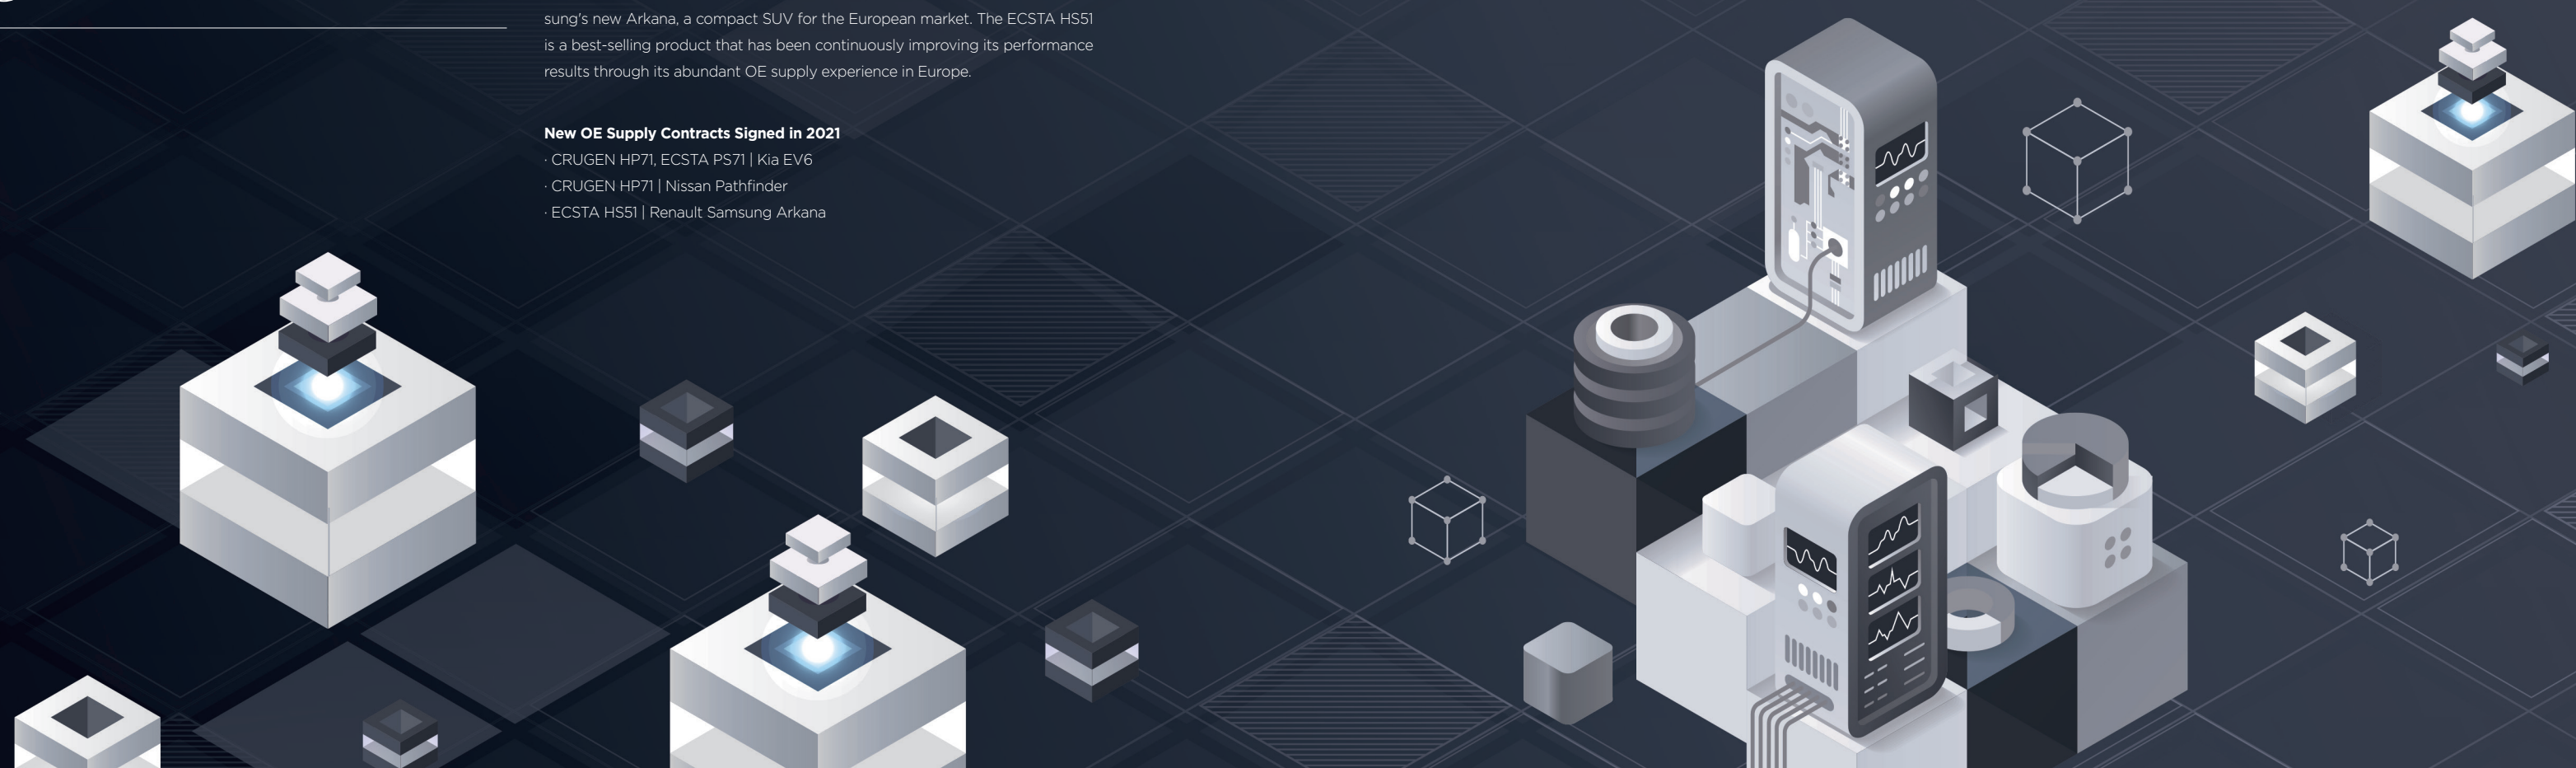 sung's new Arkana, a compact SUV for the European market. The ECSTA HS51
is a best-selling product that has been continuously improving its performance
results through its abundant OE supply experience in Europe.
New OE Supply Contracts Signed in 2021
· CRUGEN HP71, ECSTA PS71 | Kia EV6
· CRUGEN HP71 | Nissan Pathfinder
· ECSTA HS51 | Renault Samsung Arkana